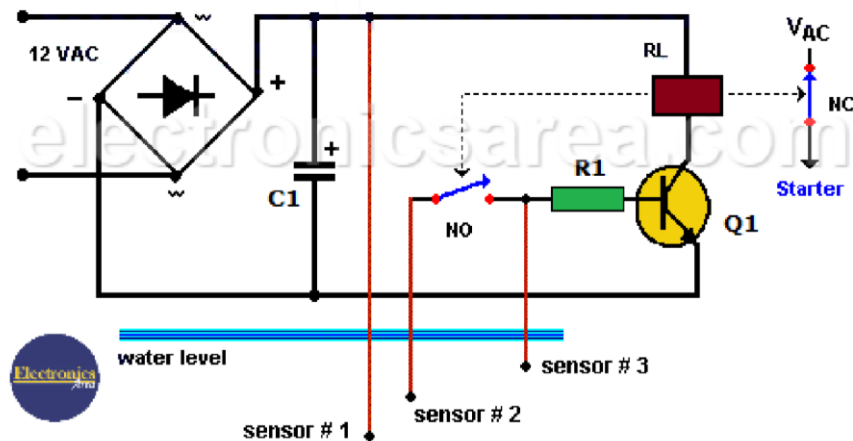 12 VAC
~
−
+
~
RL
VAC
NC
Starter
electronicsarea.com
+
C1
R1
NO
Q1
water level
Electronics
Area
sensor # 3
sensor # 2
sensor # 1